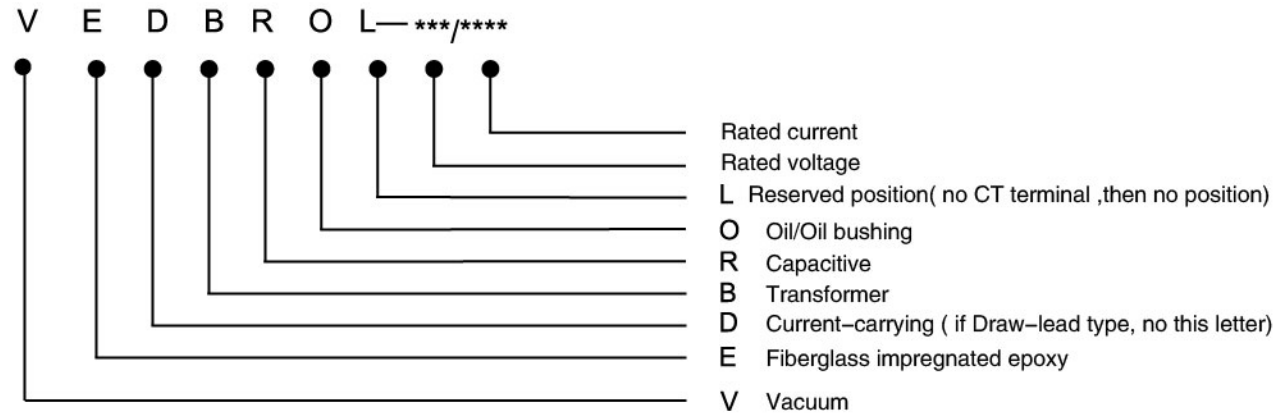 V E D B R O L— ***/****
Rated current
Rated voltage
L Reserved position( no CT terminal ,then no position)
O Oil/Oil bushing
R Capacitive
B Transformer
D Current–carrying ( if Draw–lead type, no this letter)
E Fiberglass impregnated epoxy
V Vacuum